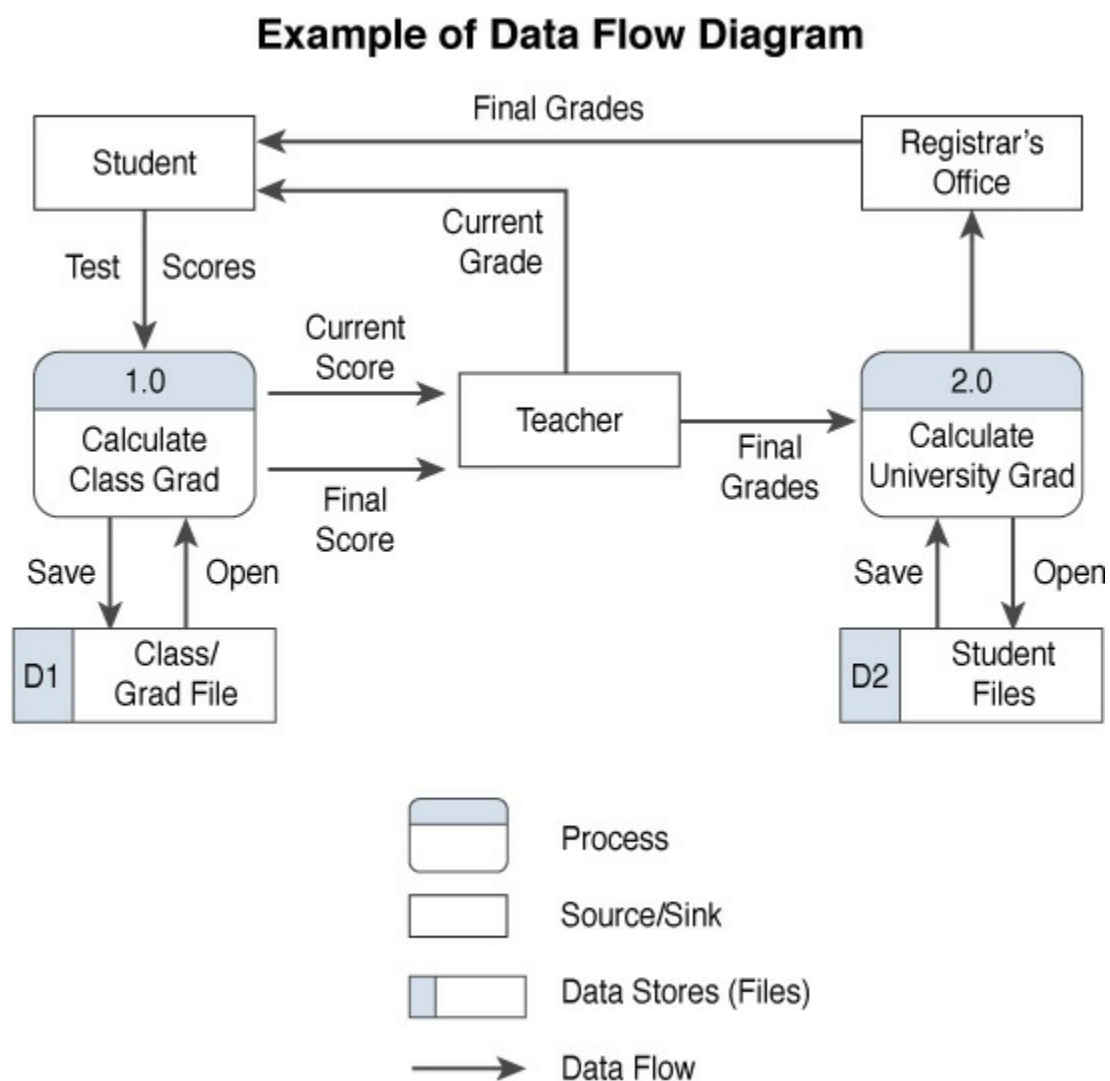 Example of Data Flow Diagram
Final Grades
Student
Registrar's
Office
Current
Grade
Test Scores
Current
Score
1.0
Calculate
Class Grad
Teacher
2.0
Calculate
University Grad
Final
Score
Final
Grades
Save
Open
Save
Open
D1
Class/
Grad File
D2
Student
Files
Process
Source/Sink
Data Stores (Files)
Data Flow